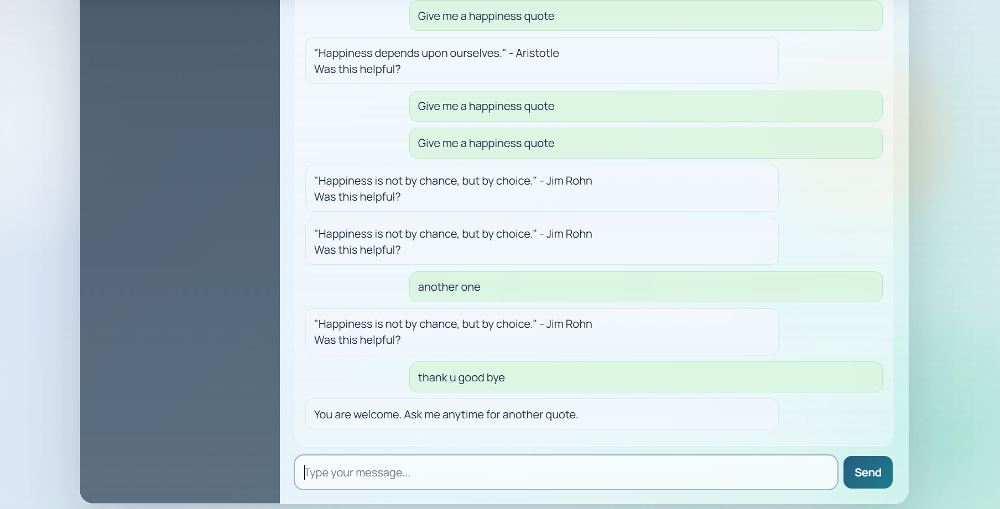 Give me a happiness quote
"Happiness depends upon ourselves." - Aristotle
Was this helpful?
Give me a happiness quote
Give me a happiness quote
"Happiness is not by chance, but by choice." - Jim Rohn
Was this helpful?
"Happiness is not by chance, but by choice." - Jim Rohn
Was this helpful?
another one
"Happiness is not by chance, but by choice." - Jim Rohn
Was this helpful?
thank u good bye
You are welcome. Ask me anytime for another quote.
Type your message...
Send